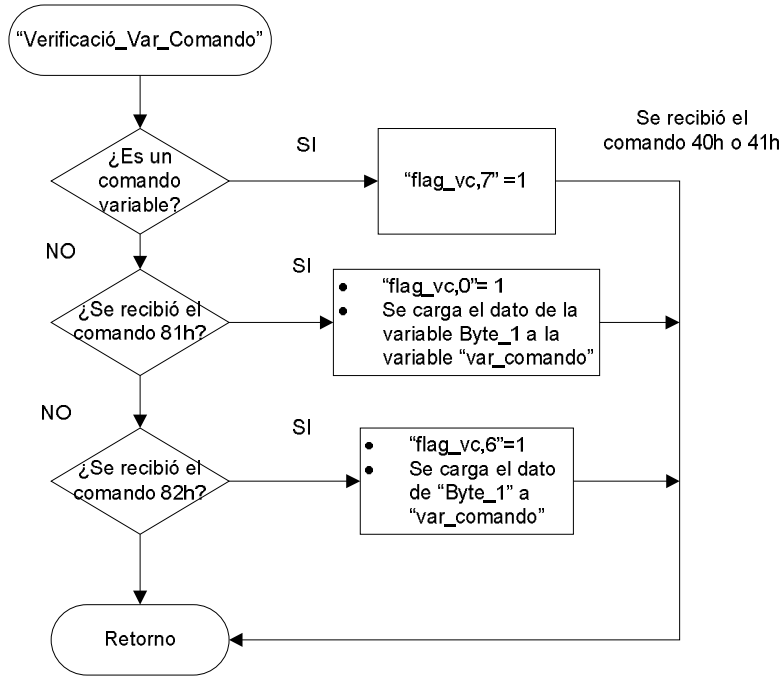 “Verificació_Var_Comando”
Se recibió el
comando 40h o 41h
¿Es un
comando
variable?
SI
“flag_vc,7” =1
NO
¿Se recibió el
comando 81h?
SI
● “flag_vc,0”= 1
● Se carga el dato de la
variable Byte_1 a la
variable “var_comando”
NO
¿Se recibió el
comando 82h?
SI
● “flag_vc,6”=1
● Se carga el dato
de “Byte_1” a
“var_comando”
Retorno